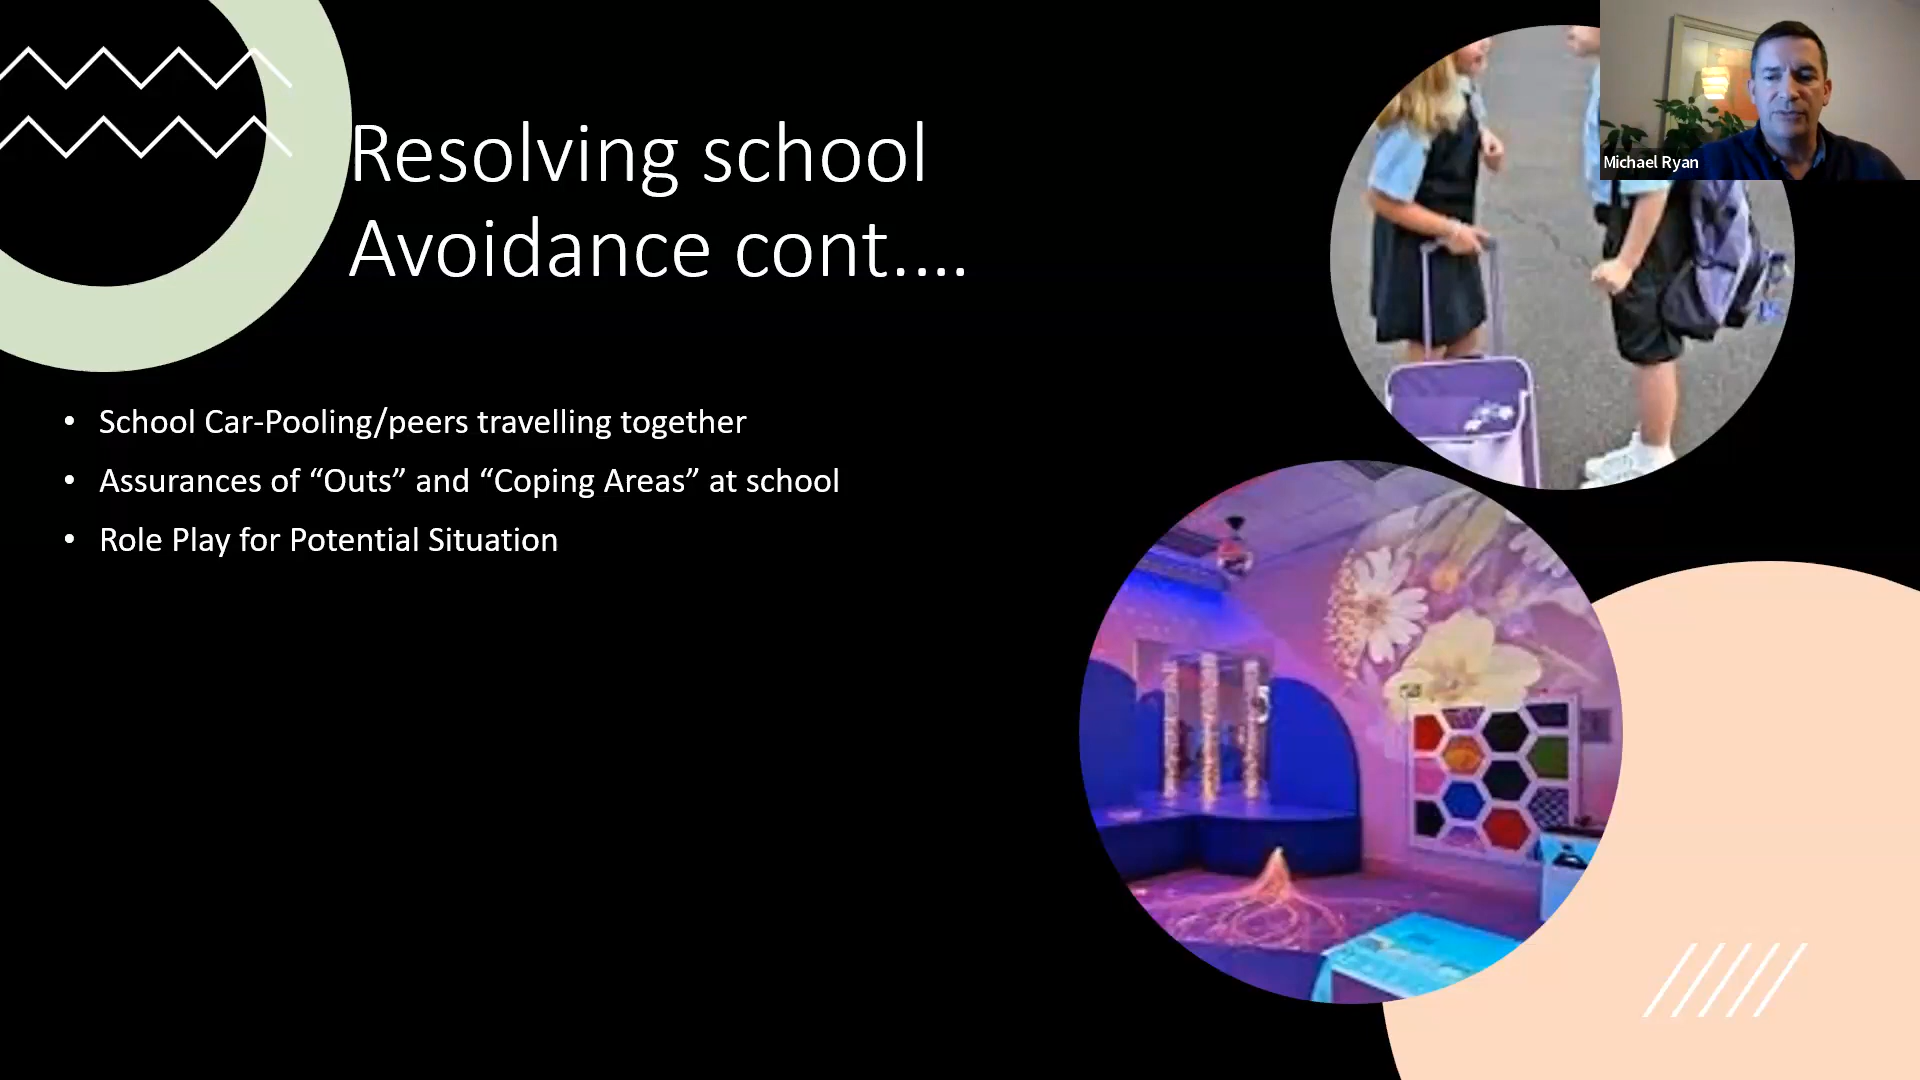 Resolving school
Avoidance cont....
• School Car-Pooling/peers travelling together
• Assurances of “Outs” and “Coping Areas” at school
• Role Play for Potential Situation
Michael Ryan